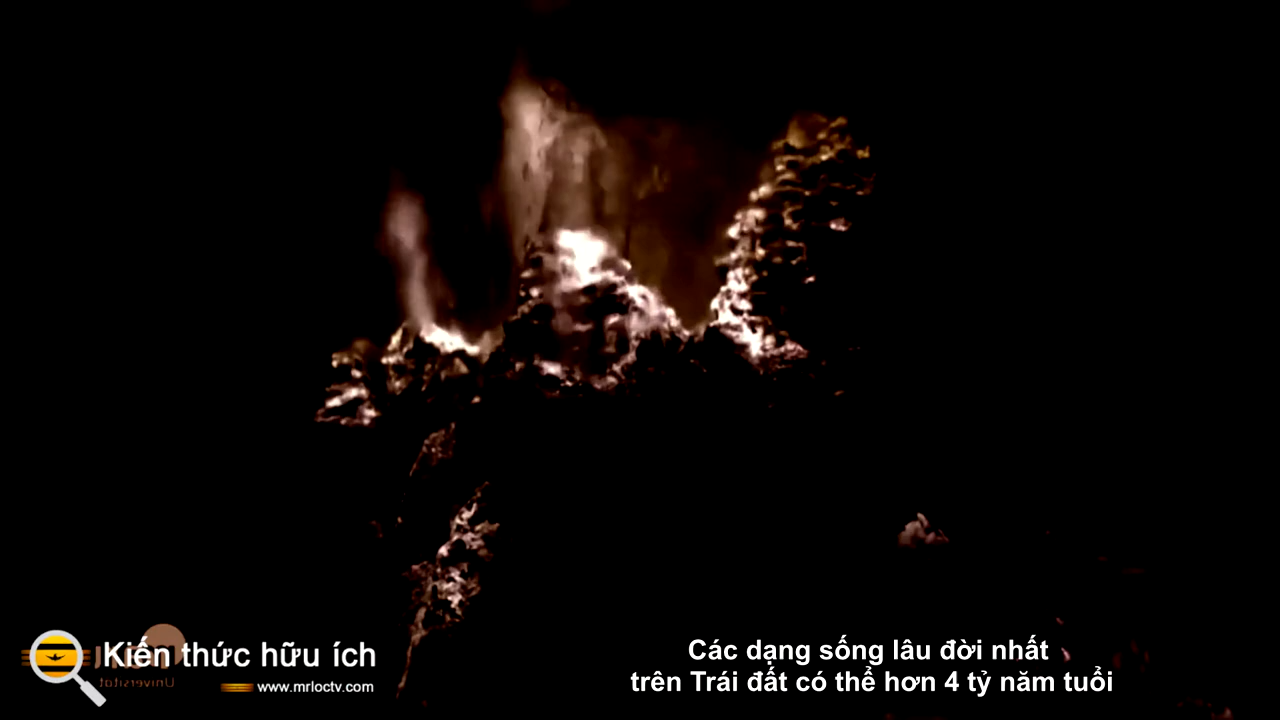 Kiến thức hữu ích
www.mrloctv.com
Universität
Các dạng sống lâu đời nhất
trên Trái đất có thể hơn 4 tỷ năm tuổi